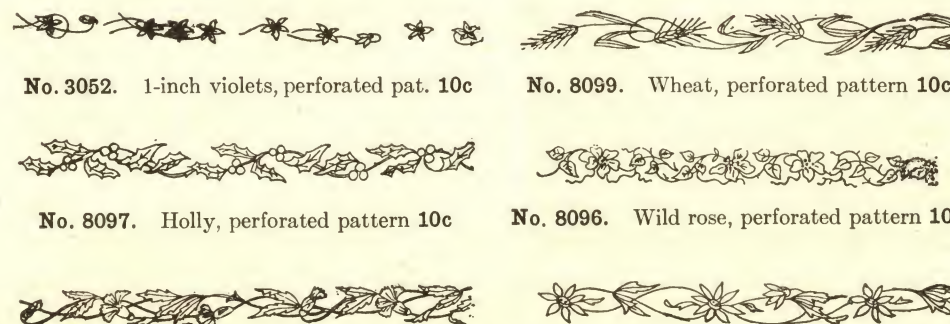 No. 3052. 1-inch violets, perforated pat. 10c
No. 8099. Wheat, perforated pattern 10c
No. 8097. Holly, perforated pattern 10c
No. 8096. Wild rose, perforated pattern 10